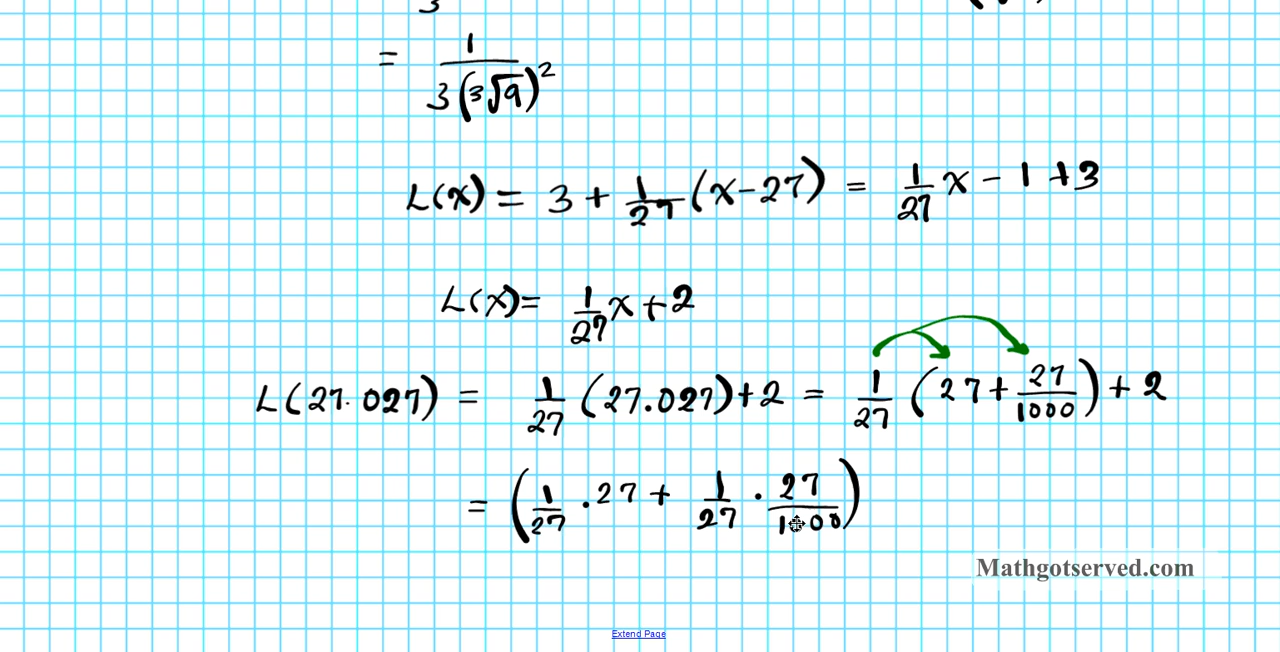 = 1/(3(³√9)²)
L(x) = 3 + 1/27 (x-27) = 1/27 x - 1 + 3
L(x) = 1/27 x + 2
L(27.027) = 1/27 (27.027) + 2 = 1/27 (27 + 27/1000) + 2
= (1/27 · 27 + 1/27 · 27/1000)
Mathgotserved.com
Extend Page